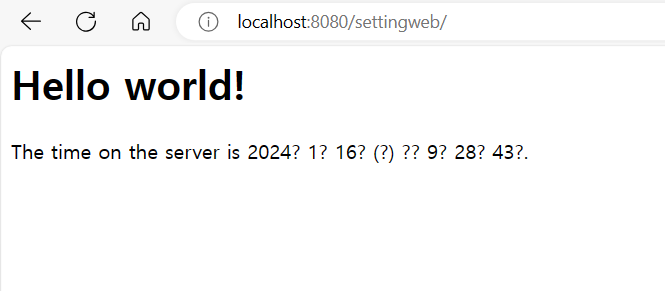 localhost:8080/settingweb/
Hello world!
The time on the server is 2024? 1? 16? (?) ?? 9? 28? 43?.